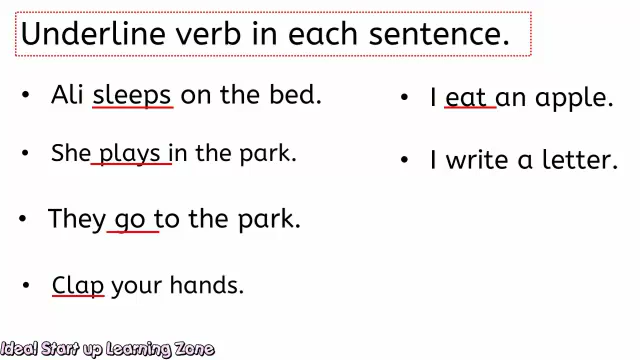 Underline verb in each sentence.
• Ali sleeps on the bed.
• She plays in the park.
• They go to the park.
• Clap your hands.
• I eat an apple.
• I write a letter.
Ideal Start up Learning Zone